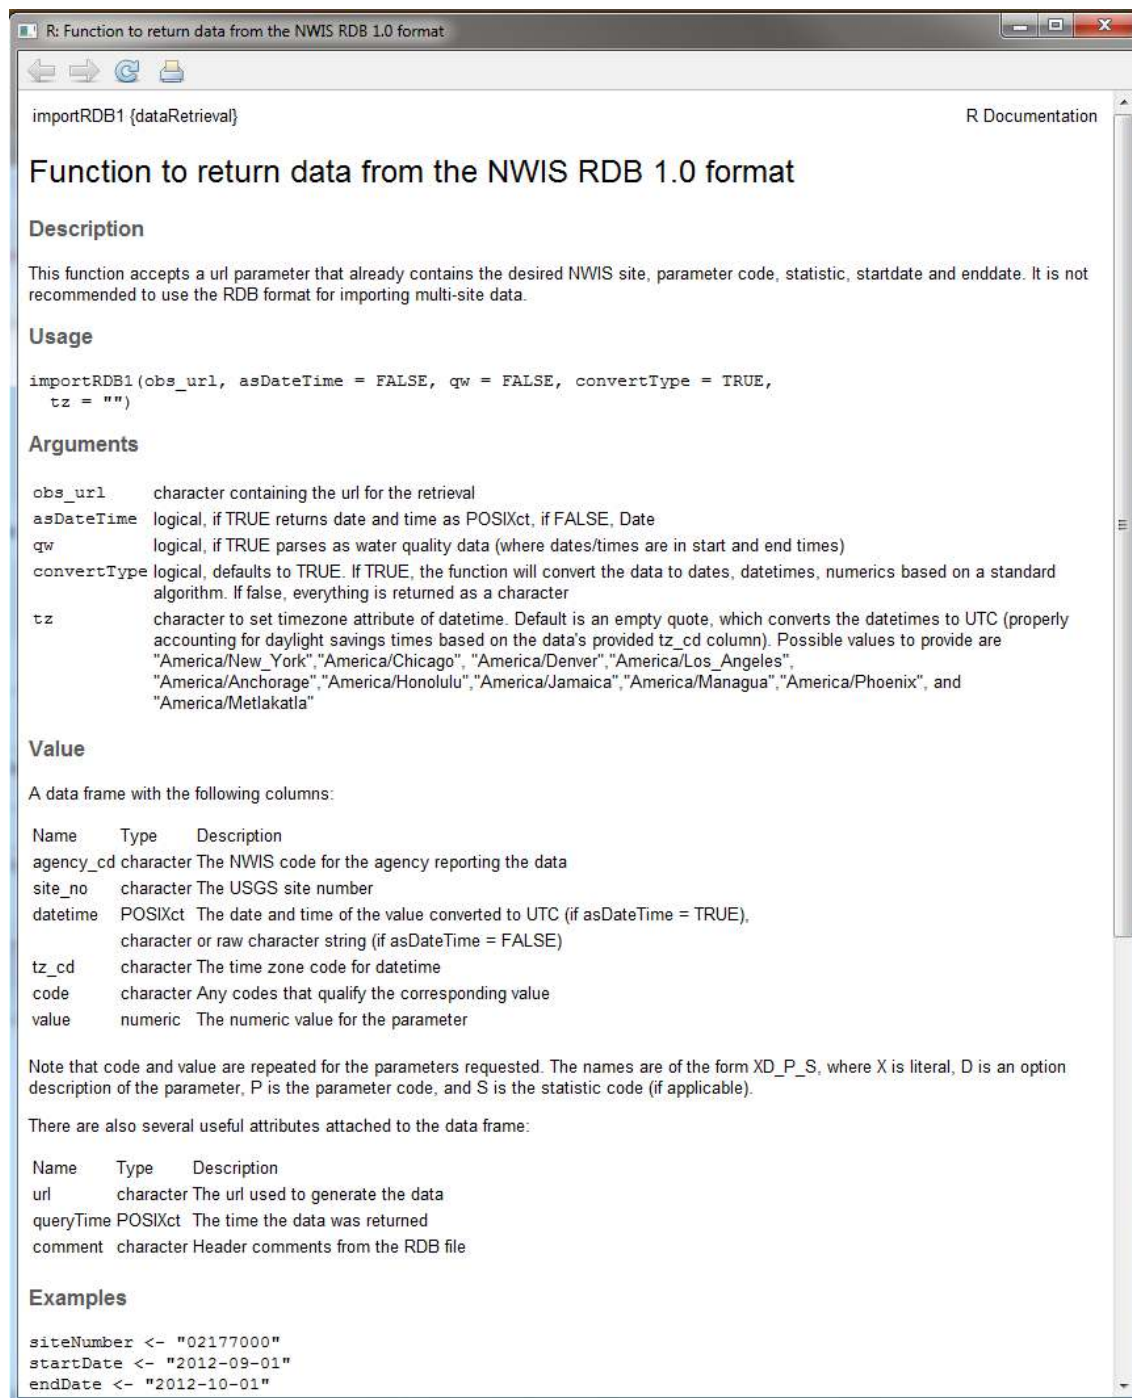 R: Function to return data from the NWIS RDB 1.0 format
importRDB1 {dataRetrieval} R Documentation
Function to return data from the NWIS RDB 1.0 format
Description
This function accepts a url parameter that already contains the desired NWIS site, parameter code, statistic, startdate and enddate. It is not
recommended to use the RDB format for importing multi-site data.
Usage
importRDB1(obs_url, asDateTime = FALSE, qw = FALSE, convertType = TRUE,
tz = "")
Arguments
obs_url character containing the url for the retrieval
asDateTime logical, if TRUE returns date and time as POSIXct, if FALSE, Date
qw logical, if TRUE parses as water quality data (where dates/times are in start and end times)
convertType logical, defaults to TRUE. If TRUE, the function will convert the data to dates, datetimes, numerics based on a standard
algorithm. If false, everything is returned as a character
tz character to set timezone attribute of datetime. Default is an empty quote, which converts the datetimes to UTC (properly
accounting for daylight savings times based on the data's provided tz_cd column). Possible values to provide are
"America/New_York","America/Chicago", "America/Denver","America/Los_Angeles",
"America/Anchorage","America/Honolulu","America/Jamaica","America/Managua","America/Phoenix", and
"America/Metlakatla"
Value
A data frame with the following columns:
Name Type Description
agency_cd character The NWIS code for the agency reporting the data
site_no character The USGS site number
datetime POSIXct The date and time of the value converted to UTC (if asDateTime = TRUE),
character or raw character string (if asDateTime = FALSE)
tz_cd character The time zone code for datetime
code character Any codes that qualify the corresponding value
value numeric The numeric value for the parameter
Note that code and value are repeated for the parameters requested. The names are of the form XD_P_S, where X is literal, D is an option
description of the parameter, P is the parameter code, and S is the statistic code (if applicable).
There are also several useful attributes attached to the data frame:
Name Type Description
url character The url used to generate the data
queryTime POSIXct The time the data was returned
comment character Header comments from the RDB file
Examples
siteNumber <- "02177000"
startDate <- "2012-09-01"
endDate <- "2012-10-01"